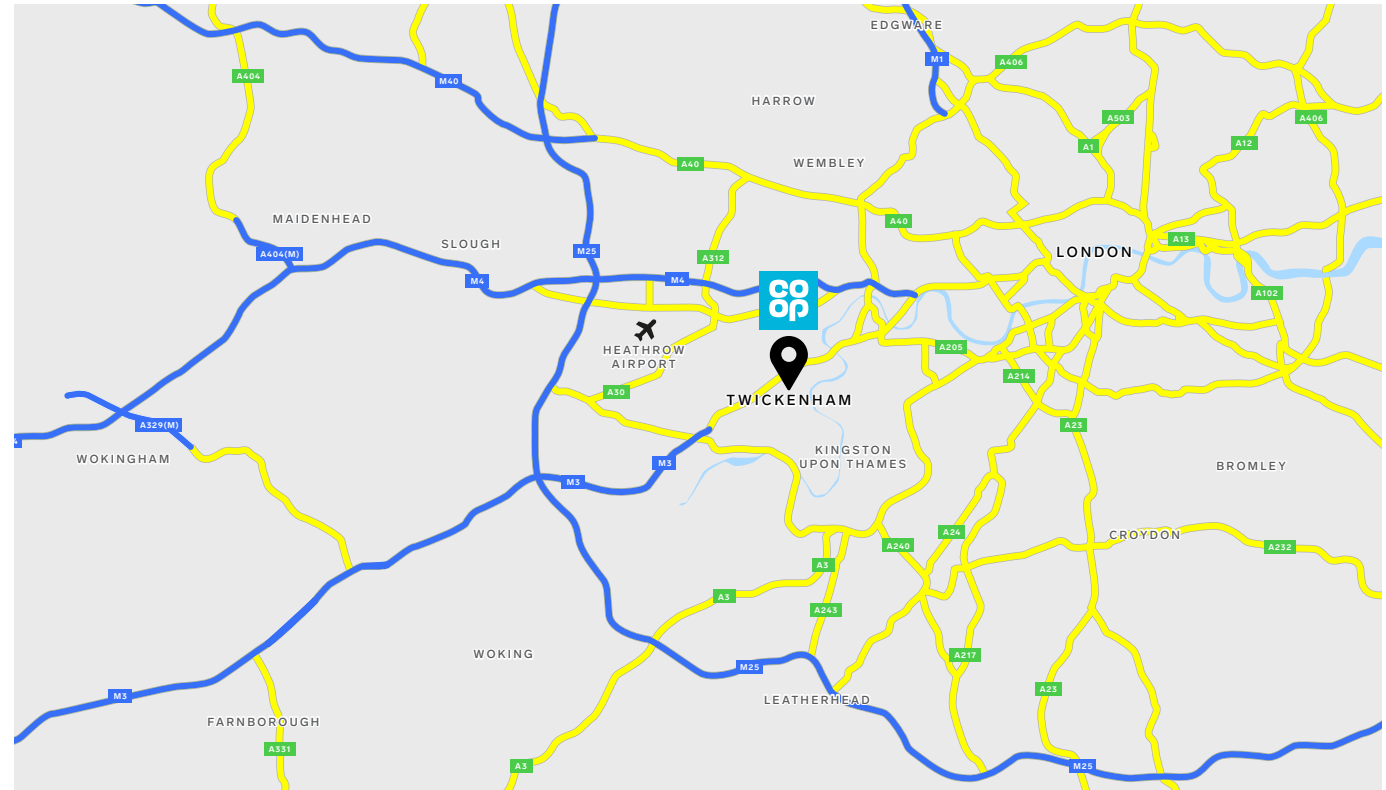 EDGWARE
M1
A406
A404
M40
HARROW
A503
A406
A1
A12
A40
WEMBLEY
MAIDENHEAD
A40
SLOUGH
A13
A404(M)
M25
A312
LONDON
M4
M4
A102
co
op
HEATHROW
AIRPORT
A205
A214
A30
TWICKENHAM
A329(M)
A23
WOKINGHAM
KINGSTON
UPON THAMES
M3
BROMLEY
M3
A24
CROYDON
A240
A232
A3
A3
A243
WOKING
A217
M25
A23
M3
LEATHERHEAD
FARNBOROUGH
A331
A3
M25